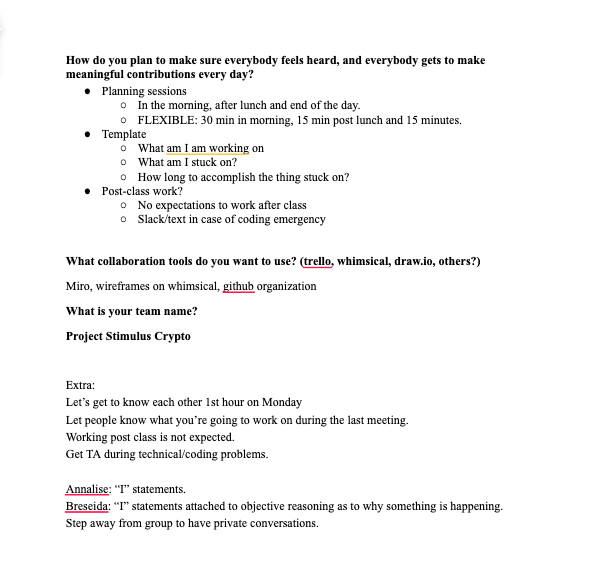 How do you plan to make sure everybody feels heard, and everybody gets to make
meaningful contributions every day?
● Planning sessions
○ In the morning, after lunch and end of the day.
○ FLEXIBLE: 30 min in morning, 15 min post lunch and 15 minutes.
● Template
○ What am I am working on
○ What am I stuck on?
○ How long to accomplish the thing stuck on?
● Post-class work?
○ No expectations to work after class
○ Slack/text in case of coding emergency
What collaboration tools do you want to use? (trello, whimsical, draw.io, others?)
Miro, wireframes on whimsical, github organization
What is your team name?
Project Stimulus Crypto
Extra:
Let’s get to know each other 1st hour on Monday
Let people know what you’re going to work on during the last meeting.
Working post class is not expected.
Get TA during technical/coding problems.
Annalise: “I” statements.
Breseida: “I” statements attached to objective reasoning as to why something is happening.
Step away from group to have private conversations.